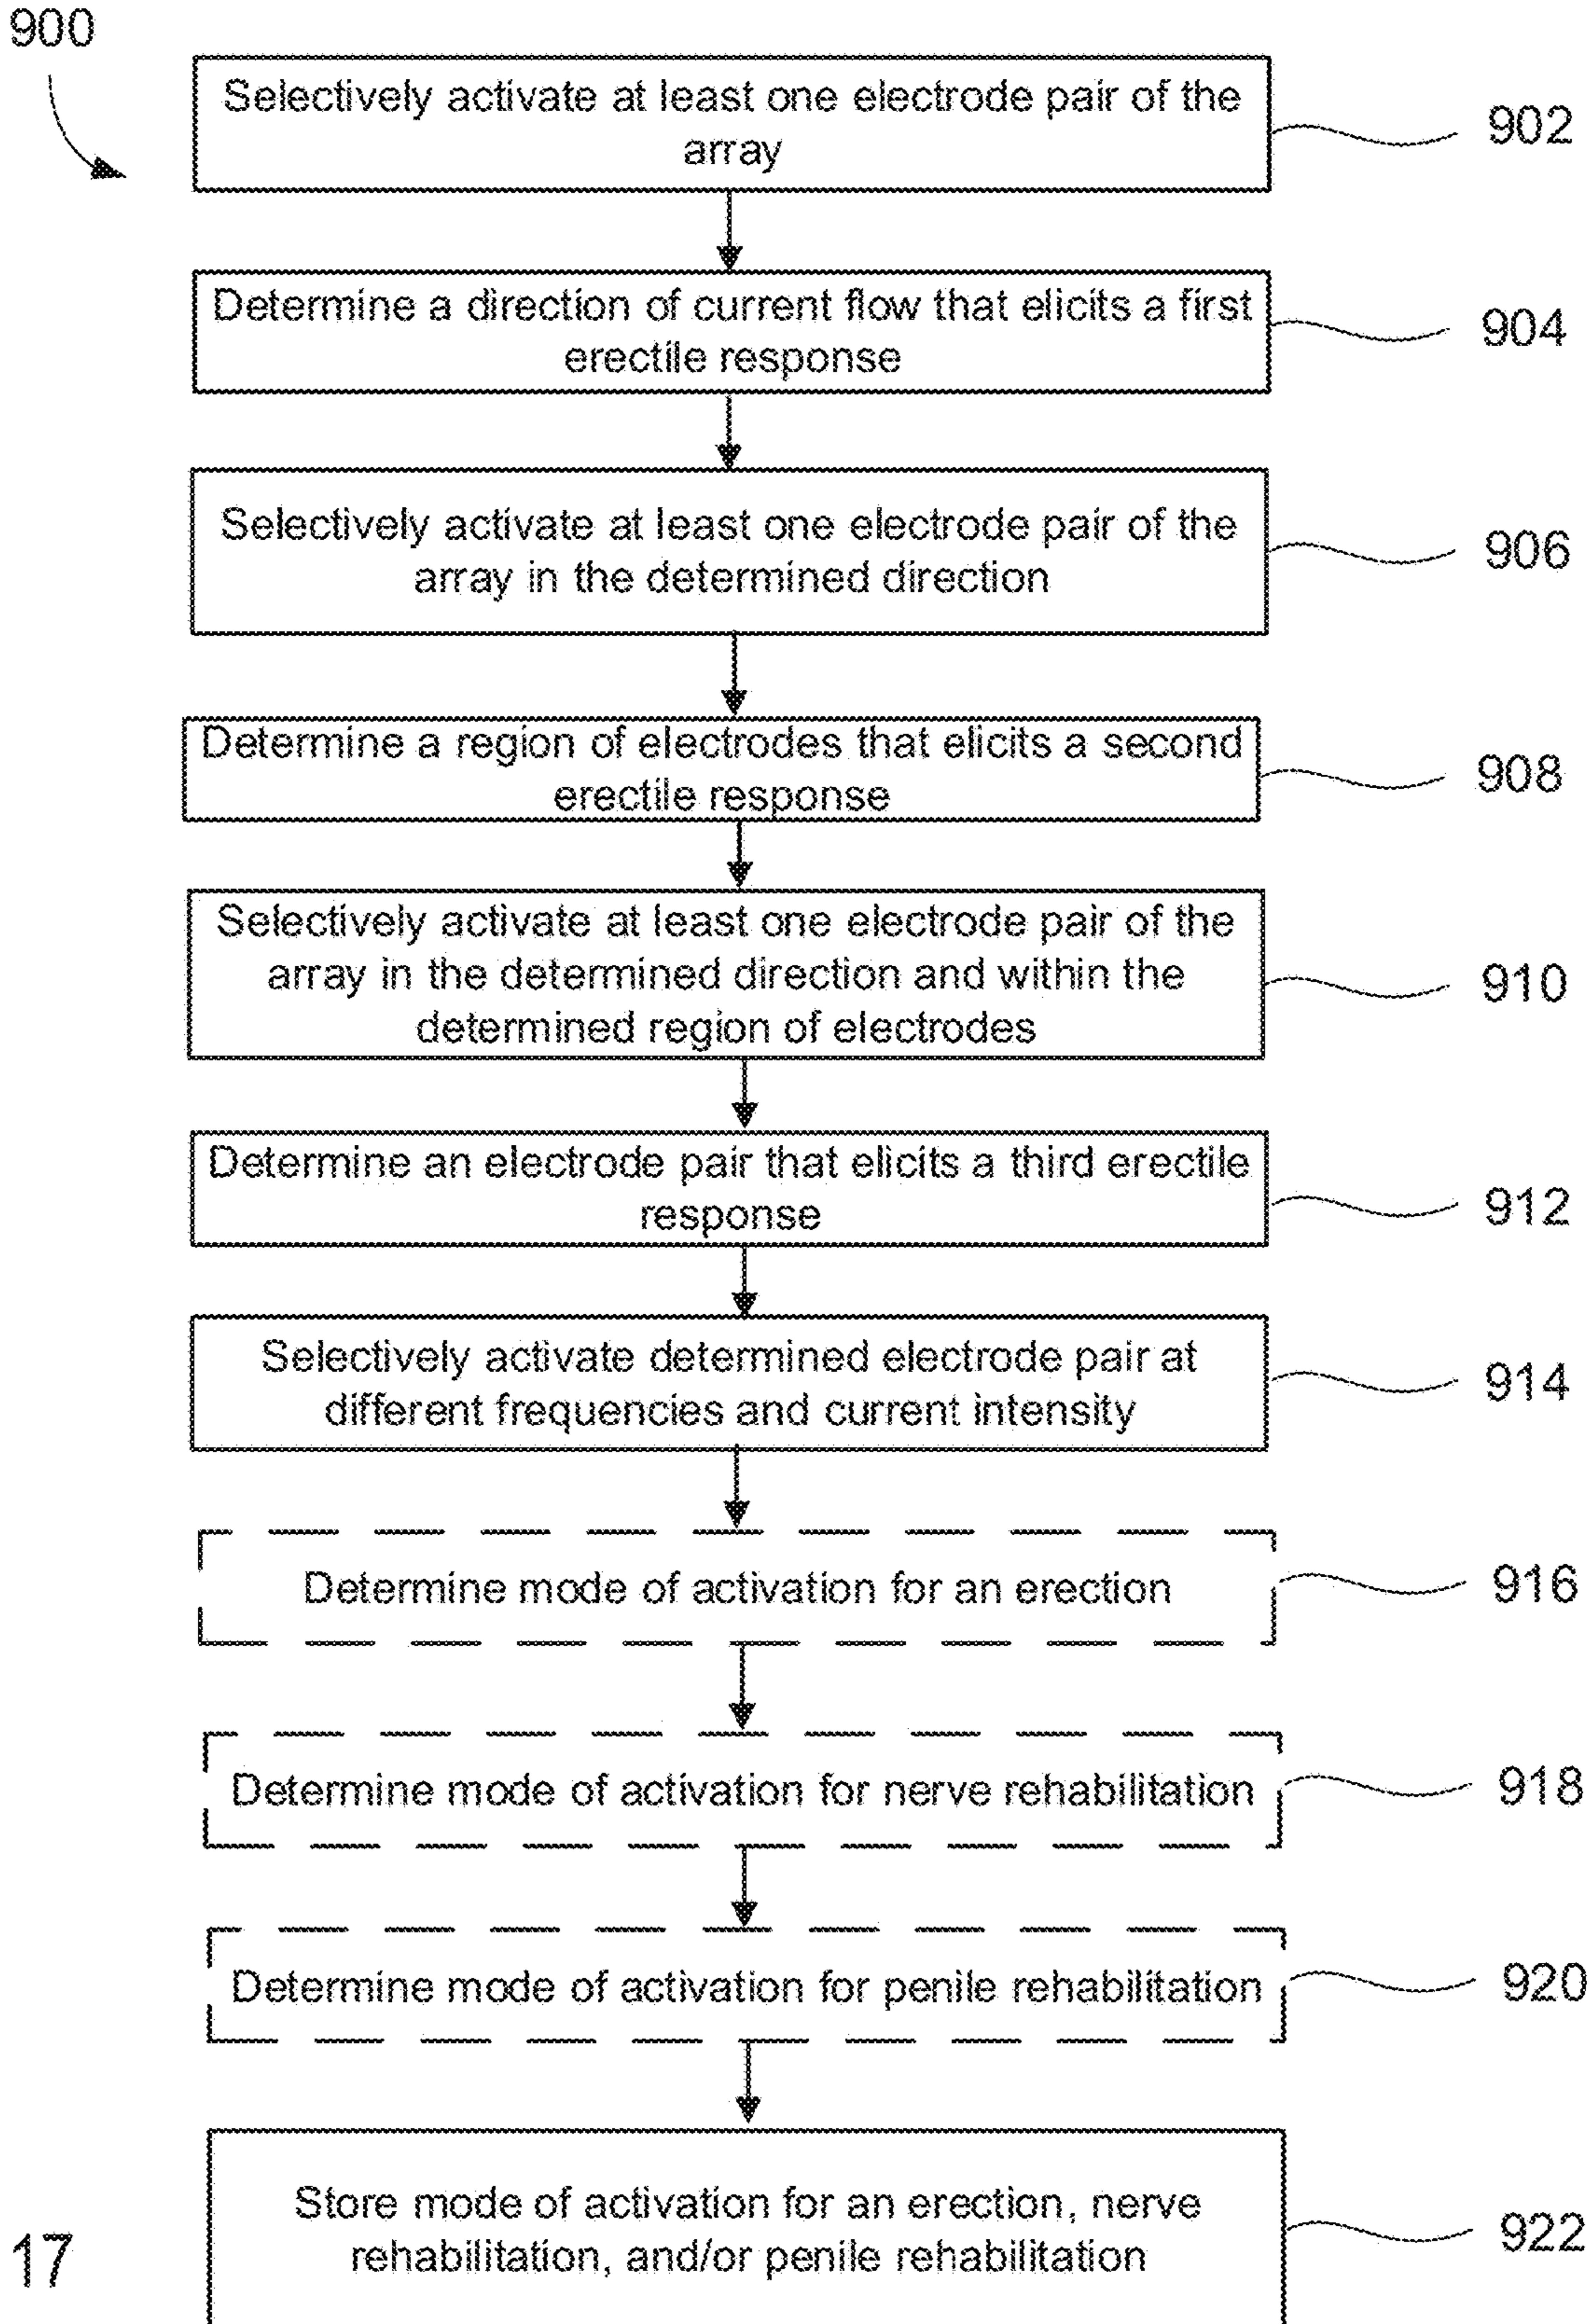 900
Selectively activate at least one electrode pair of the
array
902
Determine a direction of current flow that elicits a first
erectile response
904
Selectively activate at least one electrode pair of the
array in the determined direction
906
Determine a region of electrodes that elicits a second
erectile response
908
Selectively activate at least one electrode pair of the
array in the determined direction and within the
determined region of electrodes
910
Determine an electrode pair that elicits a third erectile
response
912
Selectively activate determined electrode pair at
different frequencies and current intensity
914
Determine mode of activation for an erection
916
Determine mode of activation for nerve rehabilitation
918
Determine mode of activation for penile rehabilitation
920
Store mode of activation for an erection, nerve
rehabilitation, and/or penile rehabilitation
922
17